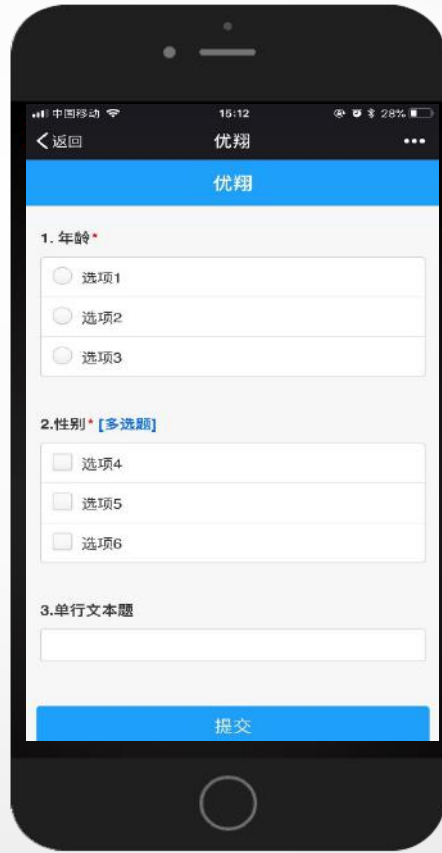 中国移动 15:12 28%
返回 优翔
优翔
1. 年龄*
选项1
选项2
选项3
2.性别* [多选题]
选项4
选项5
选项6
3.单行文本题
提交